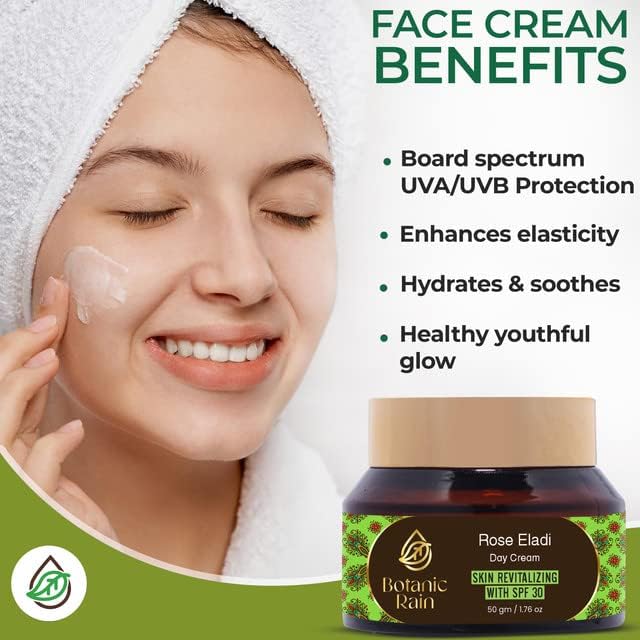 FACE CREAM
BENEFITS
• Board spectrum
UVA/UVB Protection
• Enhances elasticity
• Hydrates & soothes
• Healthy youthful
glow
Botanic
Rain
Rose Eladi
Day Cream
SKIN REVITALIZING
WITH SPF 30
50 gm / 1.76 oz